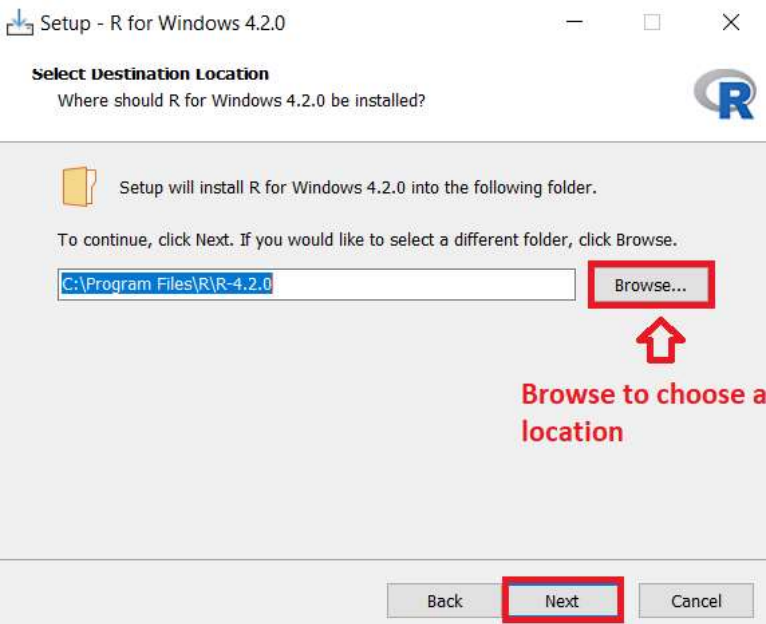 Setup - R for Windows 4.2.0
Select Destination Location
Where should R for Windows 4.2.0 be installed?
R
Setup will install R for Windows 4.2.0 into the following folder.
To continue, click Next. If you would like to select a different folder, click Browse.
C:\Program Files\R\R-4.2.0
Browse...
Browse to choose a
location
Back Next Cancel